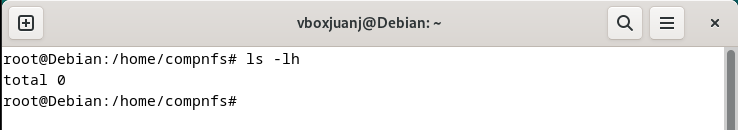 vboxjuanj@Debian: ~
root@Debian:/home/compnfs# ls -lh
total 0
root@Debian:/home/compnfs#